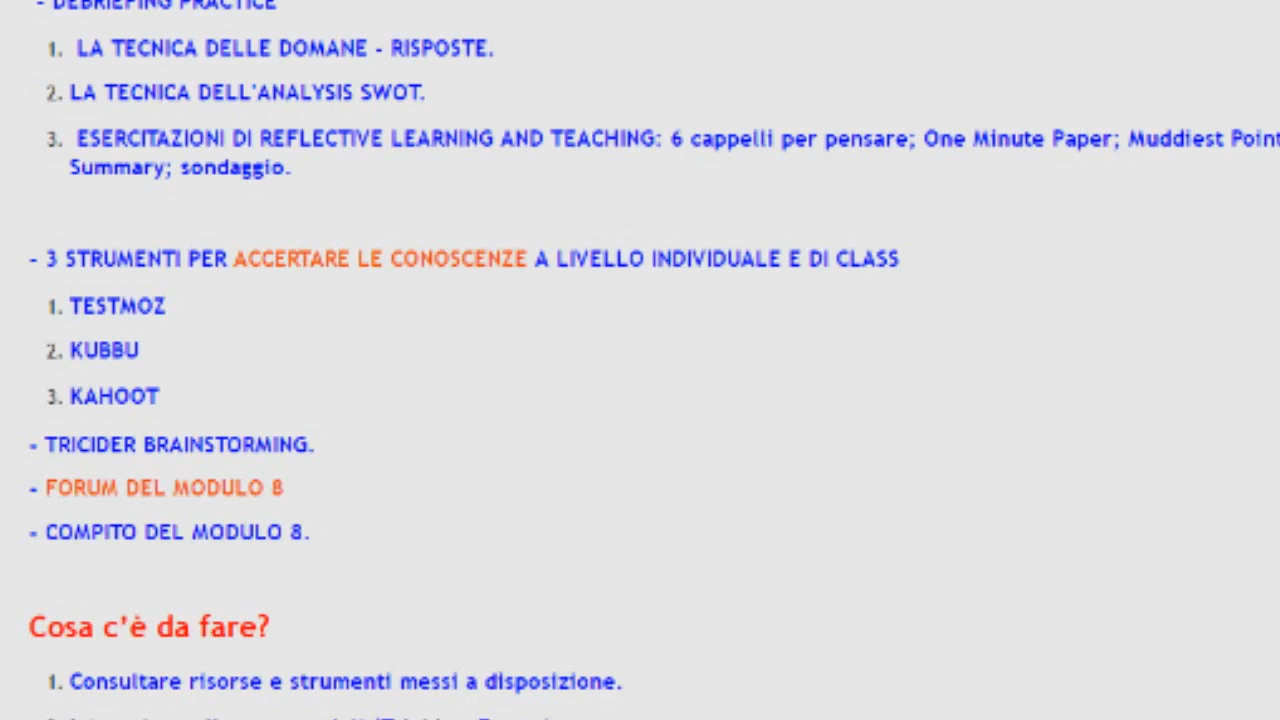 - DEBRIEFING PRACTICE
1. LA TECNICA DELLE DOMANE - RISPOSTE.
2. LA TECNICA DELL'ANALYSIS SWOT.
3. ESERCITAZIONI DI REFLECTIVE LEARNING AND TEACHING: 6 cappelli per pensare; One Minute Paper; Muddiest Point
Summary; sondaggio.
- 3 STRUMENTI PER ACCERTARE LE CONOSCENZE A LIVELLO INDIVIDUALE E DI CLASS
1. TESTMOZ
2. KUBBU
3. KAHOOT
- TRICIDER BRAINSTORMING.
- FORUM DEL MODULO 8
- COMPITO DEL MODULO 8.
Cosa c'è da fare?
1. Consultare risorse e strumenti messi a disposizione.